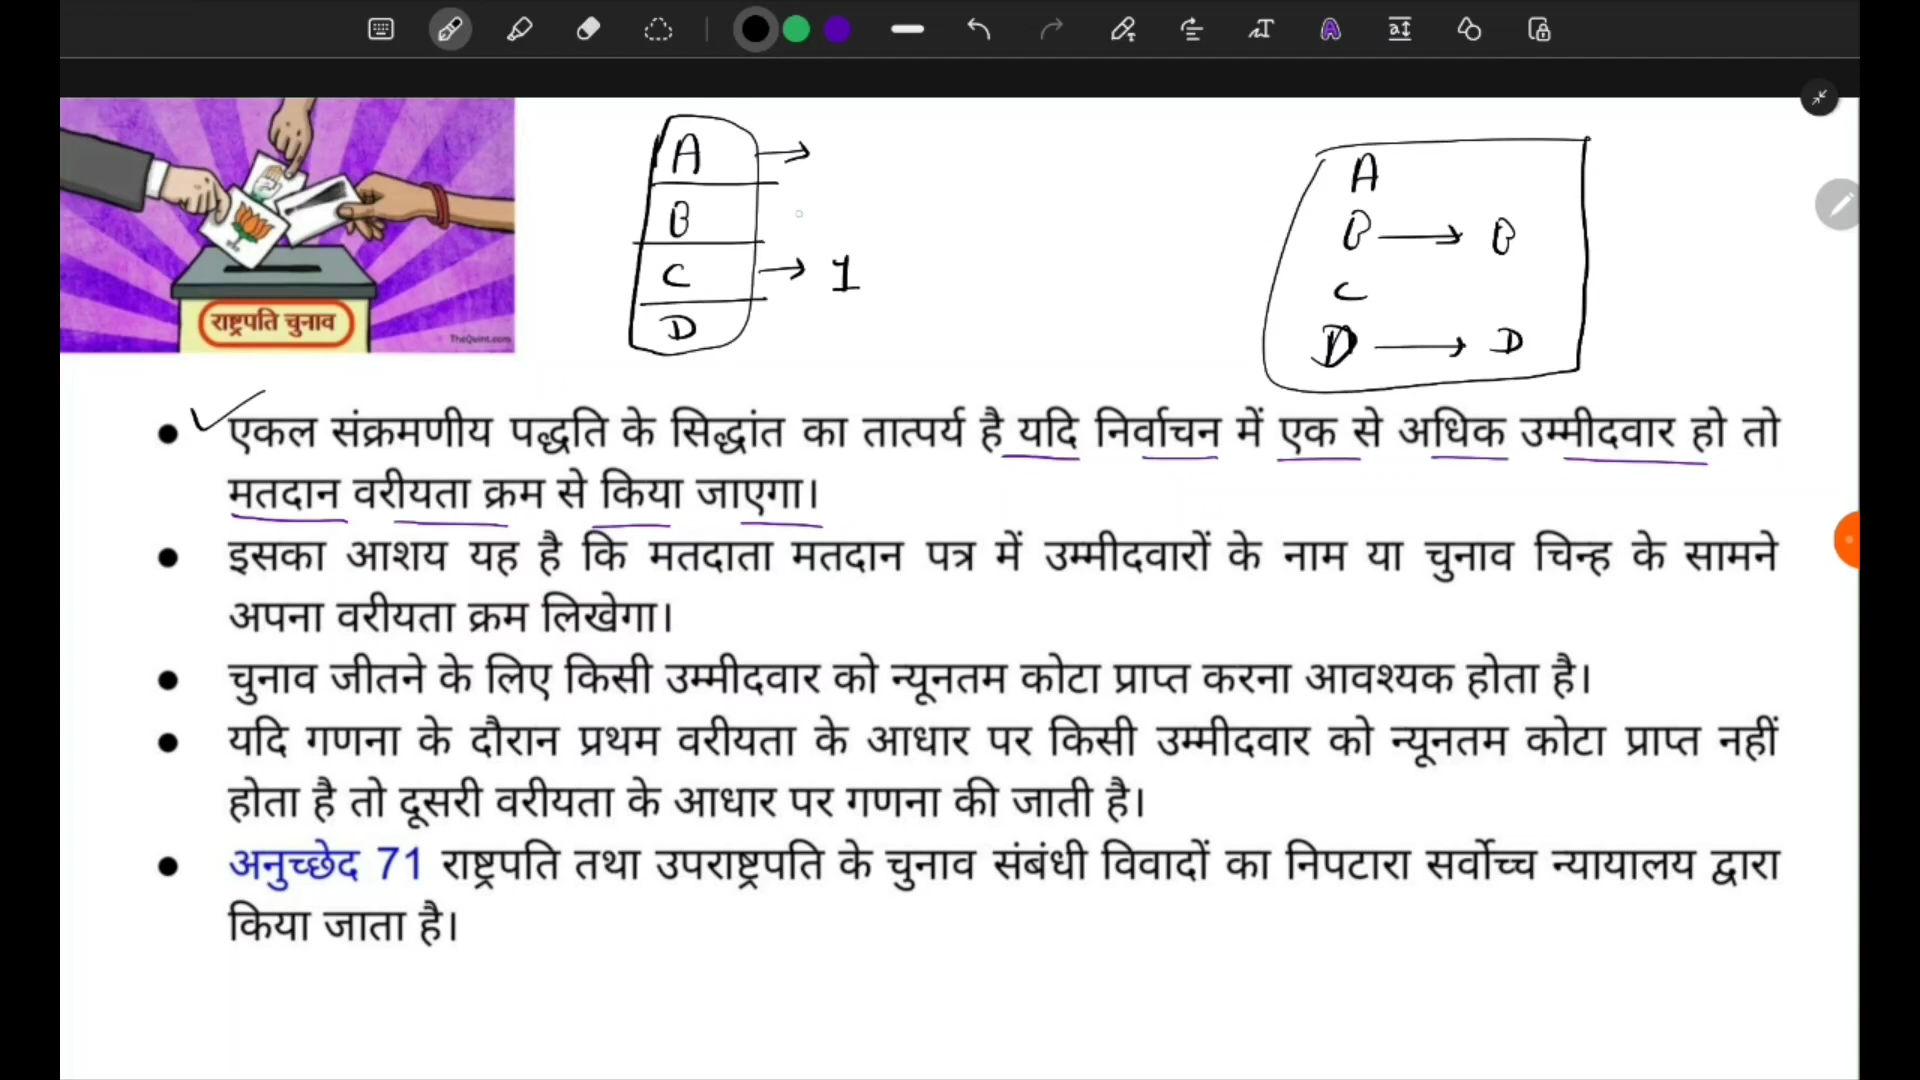 A →
B
C → 1
D
A
B → B
C
D → D
राष्ट्रपति चुनाव
TheQuint.com
● एकल संक्रमणीय पद्धति के सिद्धांत का तात्पर्य है यदि निर्वाचन में एक से अधिक उम्मीदवार हो तो
मतदान वरीयता क्रम से किया जाएगा।
● इसका आशय यह है कि मतदाता मतदान पत्र में उम्मीदवारों के नाम या चुनाव चिन्ह के सामने
अपना वरीयता क्रम लिखेगा।
● चुनाव जीतने के लिए किसी उम्मीदवार को न्यूनतम कोटा प्राप्त करना आवश्यक होता है।
● यदि गणना के दौरान प्रथम वरीयता के आधार पर किसी उम्मीदवार को न्यूनतम कोटा प्राप्त नहीं
होता है तो दूसरी वरीयता के आधार पर गणना की जाती है।
● अनुच्छेद 71 राष्ट्रपति तथा उपराष्ट्रपति के चुनाव संबंधी विवादों का निपटारा सर्वोच्च न्यायालय द्वारा
किया जाता है।